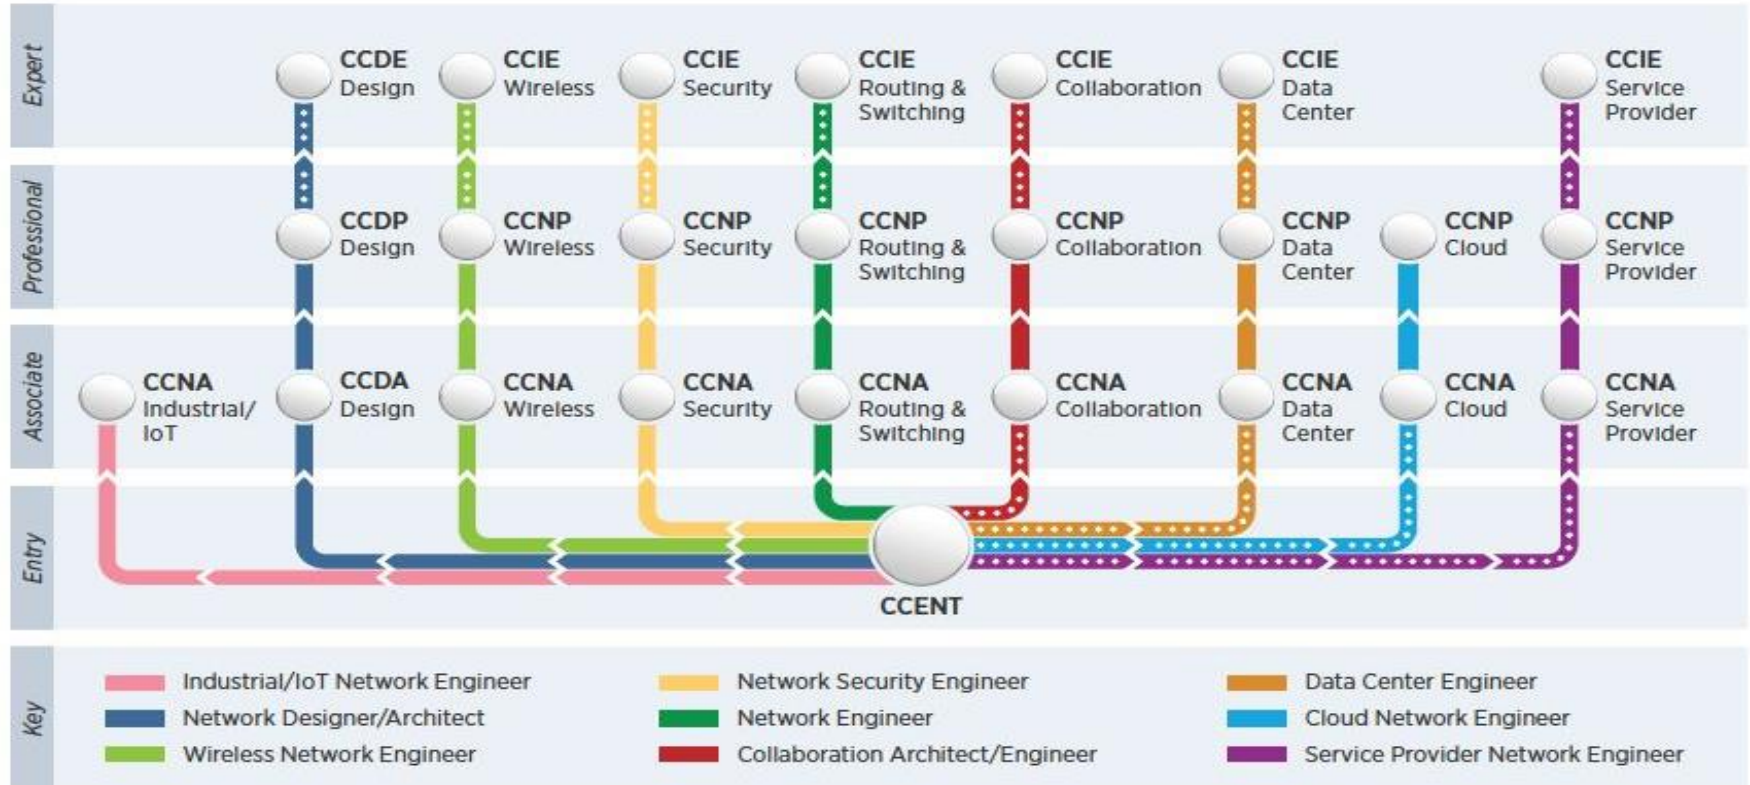 Expert
CCDE
Design
CCIE
Wireless
CCIE
Security
CCIE
Routing &
Switching
CCIE
Collaboration
CCIE
Data
Center
CCIE
Service
Provider
Professional
CCDP
Design
CCNP
Wireless
CCNP
Security
CCNP
Routing &
Switching
CCNP
Collaboration
CCNP
Data
Center
CCNP
Cloud
CCNP
Service
Provider
Associate
CCNA
Industrial/
IoT
CCDA
Design
CCNA
Wireless
CCNA
Security
CCNA
Routing &
Switching
CCNA
Collaboration
CCNA
Data
Center
CCNA
Cloud
CCNA
Service
Provider
Entry
CCENT
Key
Industrial/IoT Network Engineer
Network Designer/Architect
Wireless Network Engineer
Network Security Engineer
Network Engineer
Collaboration Architect/Engineer
Data Center Engineer
Cloud Network Engineer
Service Provider Network Engineer